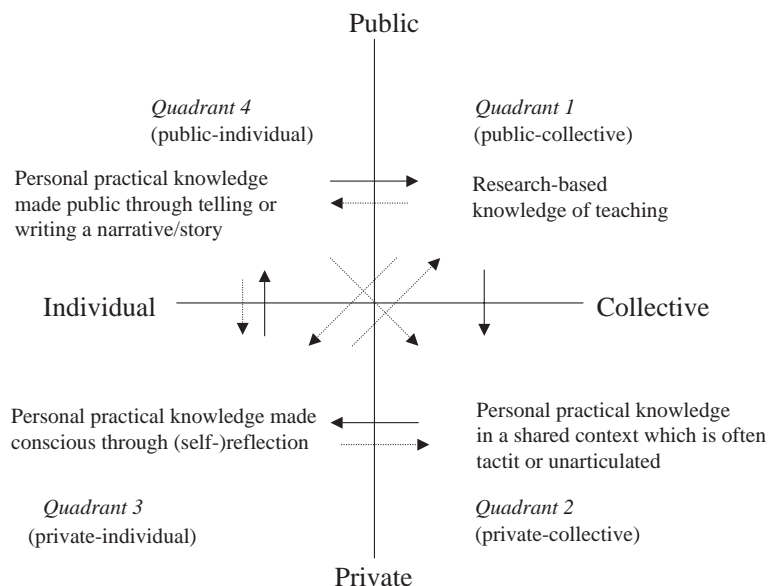 Public
Quadrant 4
(public-individual)
Quadrant 1
(public-collective)
Personal practical knowledge
made public through telling or
writing a narrative/story
Research-based
knowledge of teaching
Individual
Collective
Personal practical knowledge made
conscious through (self-)reflection
Personal practical knowledge
in a shared context which is often
tactit or unarticulated
Quadrant 3
(private-individual)
Quadrant 2
(private-collective)
Private